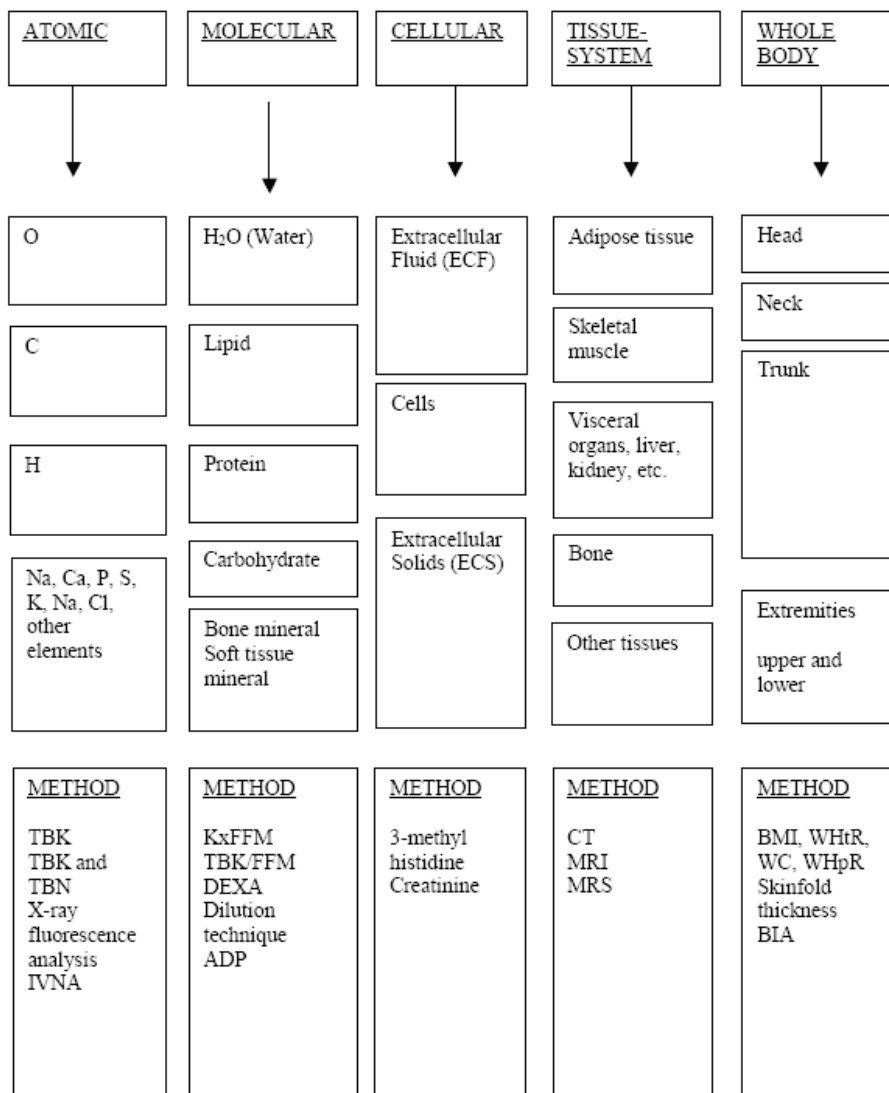 ATOMIC
MOLECULAR
CELLULAR
TISSUE-
SYSTEM
WHOLE
BODY
O
C
H
Na, Ca, P, S,
K, Na, Cl,
other
elements
H₂O (Water)
Lipid
Protein
Carbohydrate
Bone mineral
Soft tissue
mineral
Extracellular
Fluid (ECF)
Cells
Extracellular
Solids (ECS)
Adipose tissue
Skeletal
muscle
Visceral
organs, liver,
kidney, etc.
Bone
Other tissues
Head
Neck
Trunk
Extremities
upper and
lower
METHOD
TBK
TBK and
TBN
X-ray
fluorescence
analysis
IVNA
METHOD
KxFFM
TBK/FFM
DEXA
Dilution
technique
ADP
METHOD
3-methyl
histidine
Creatinine
METHOD
CT
MRI
MRS
METHOD
BMI, WHtR,
WC, WHpR
Skinfold
thickness
BIA